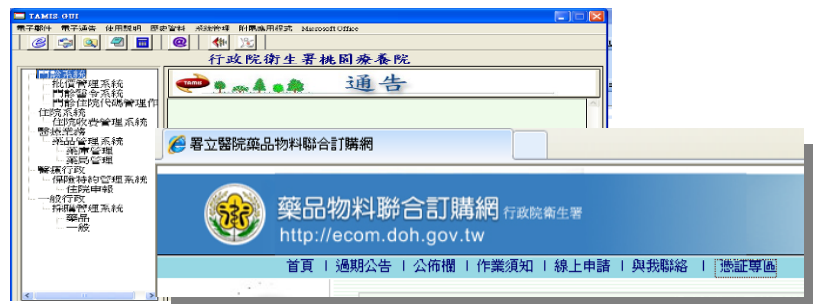 TAMIS GUI
電子郵件 電子通告 使用說明 歷史資料 系統管理 附屬應用程式 Microsoft Office
行政院衛生署桃園療養院
TAMIS 通告
門診系統
批價管理系統
門診醫令系統
門診住院代碼管理作
住院系統
住院收費管理系統
醫技業務
藥品管理系統
藥庫管理
藥局管理
醫療行政
保險特約管理系統
住院申報
一般行政
採購管理系統
藥品
一般
署立醫院藥品物料聯合訂購網
藥品物料聯合訂購網 行政院衛生署
http://ecom.doh.gov.tw
首頁 | 過期公告 | 公佈欄 | 作業須知 | 線上申請 | 與我聯絡 | 憑証專區